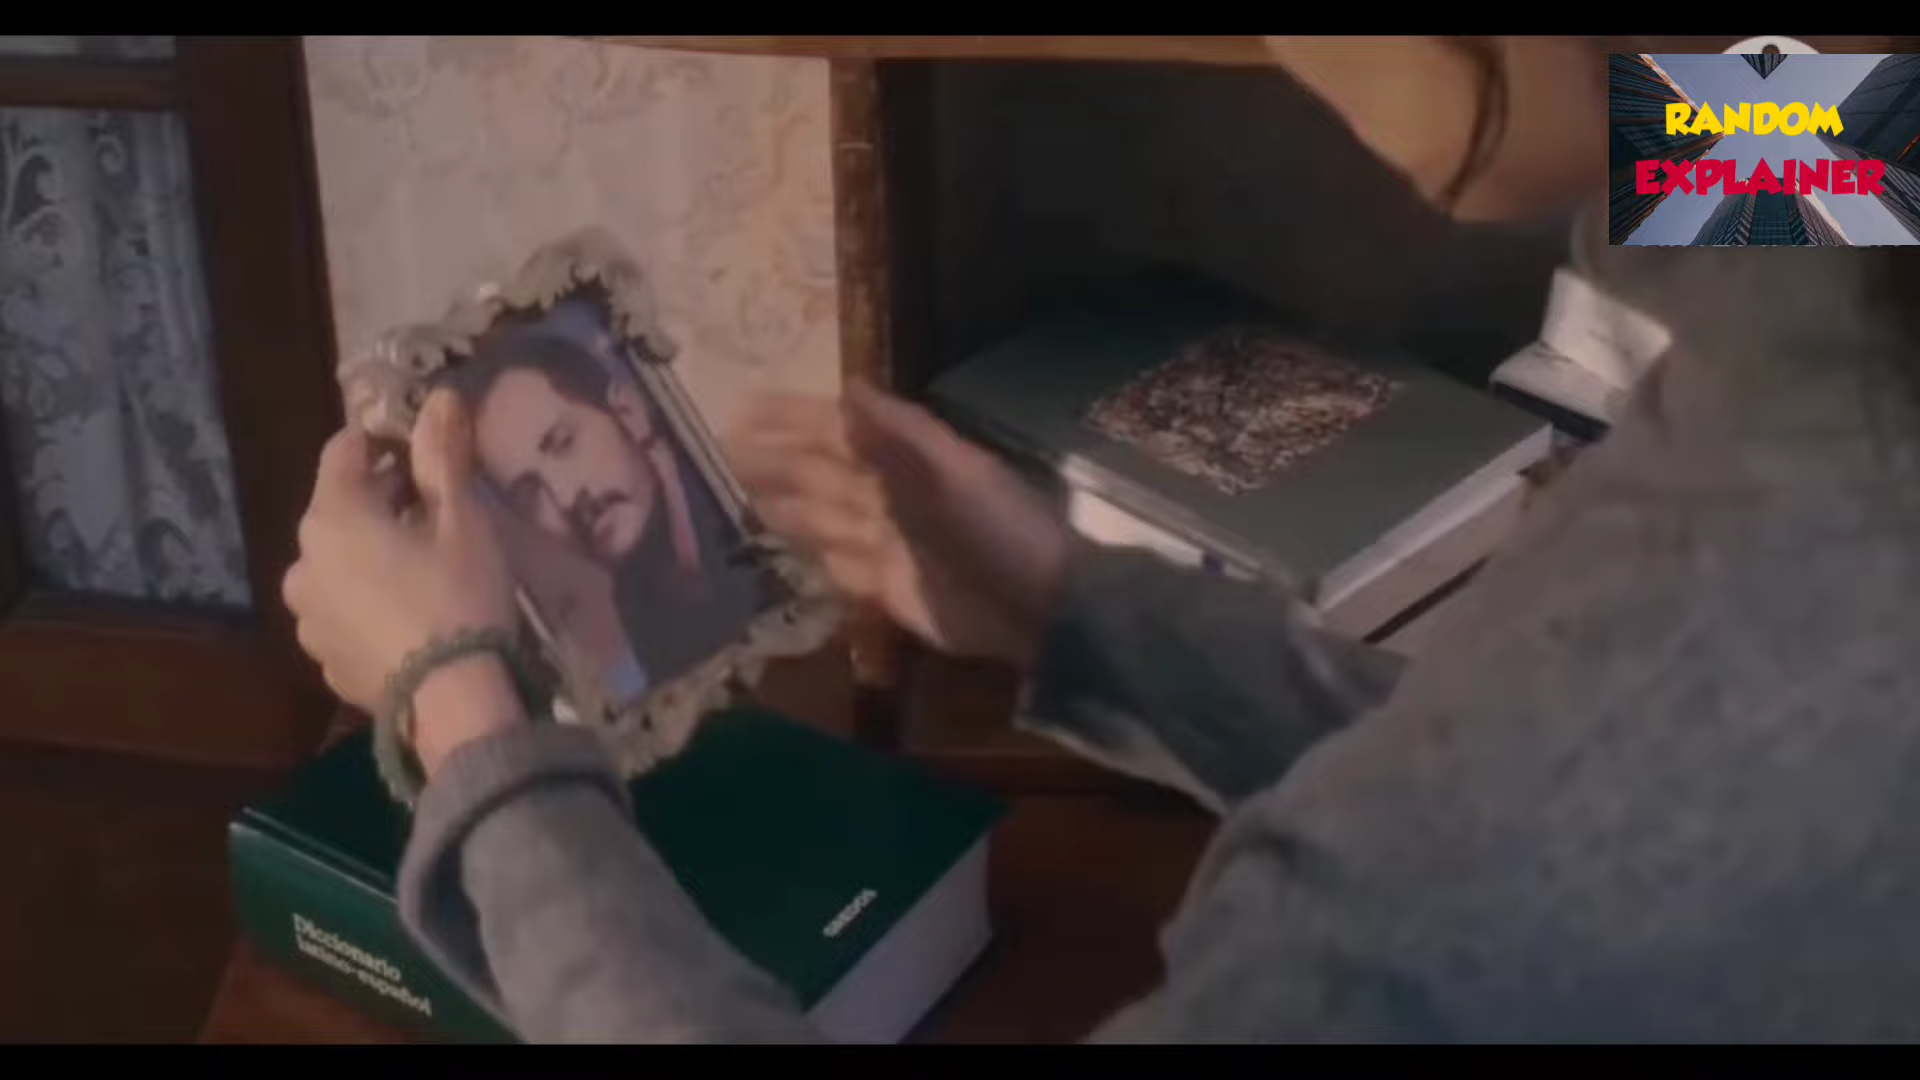 RANDOM
EXPLAINER
Diccionario
latino-español
GREDOS